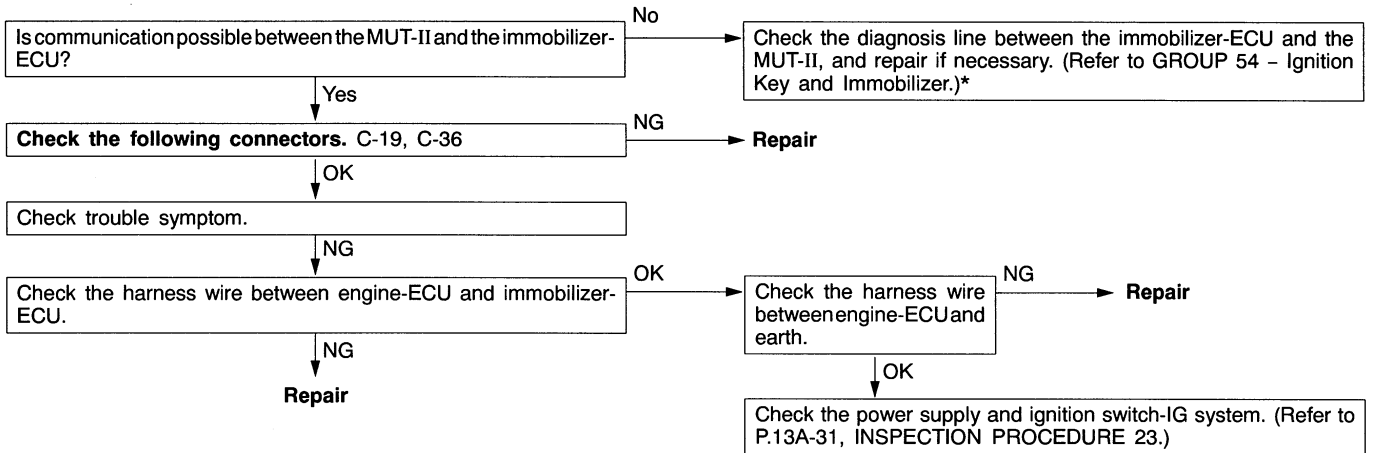 No
Is communication possible between the MUT-II and the immobilizer-
ECU?
Check the diagnosis line between the immobilizer-ECU and the
MUT-II, and repair if necessary. (Refer to GROUP 54 – Ignition
Key and Immobilizer.)*
Yes
Check the following connectors. C-19, C-36
NG
Repair
OK
Check trouble symptom.
NG
Check the harness wire between engine-ECU and immobilizer-
ECU.
OK
Check the harness wire
between engine-ECU and
earth.
NG
Repair
NG
Repair
OK
Check the power supply and ignition switch-IG system. (Refer to
P.13A-31, INSPECTION PROCEDURE 23.)